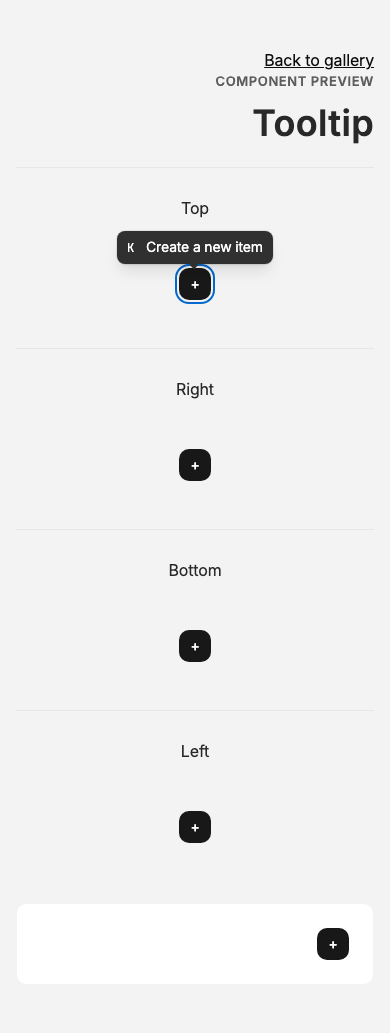 Back to gallery
COMPONENT PREVIEW
Tooltip
Top
K Create a new item
+
Right
+
Bottom
+
Left
+
+